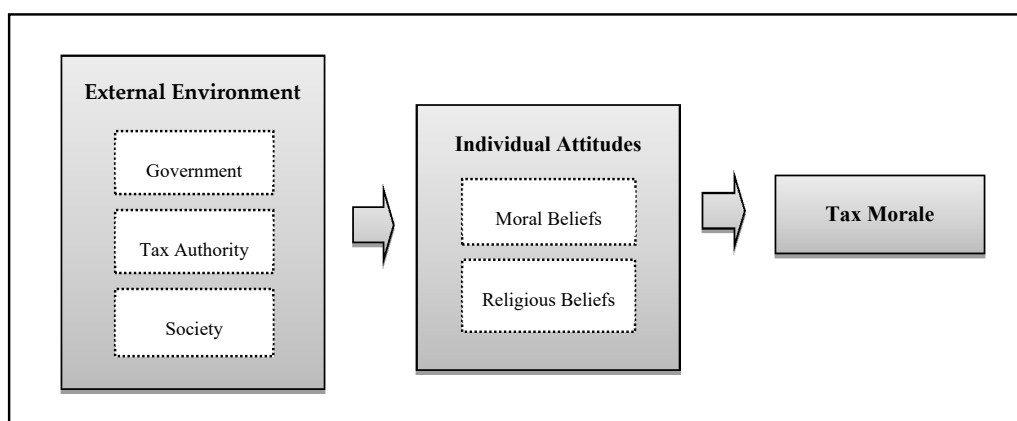 External Environment
Government
Tax Authority
Society
Individual Attitudes
Moral Beliefs
Religious Beliefs
Tax Morale